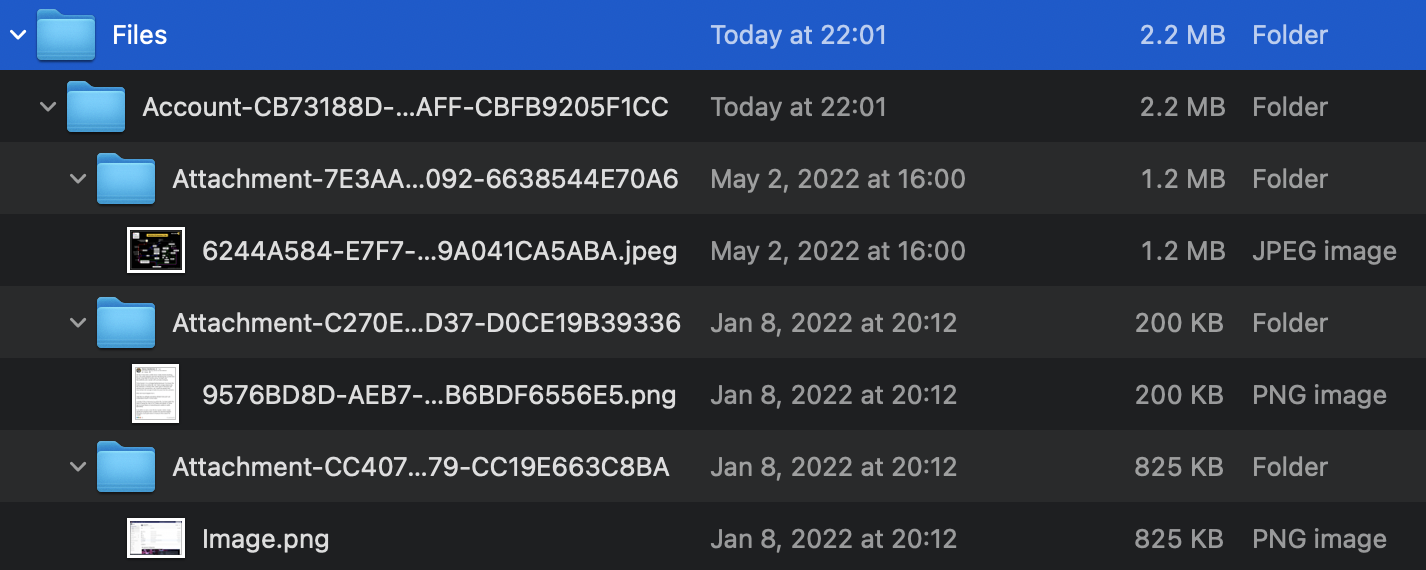 Files Today at 22:01 2.2 MB Folder
Account-CB73188D-...AFF-CBFB9205F1CC Today at 22:01 2.2 MB Folder
Attachment-7E3AA...092-6638544E70A6 May 2, 2022 at 16:00 1.2 MB Folder
6244A584-E7F7-...9A041CA5ABA.jpeg May 2, 2022 at 16:00 1.2 MB JPEG image
Attachment-C270E...D37-D0CE19B39336 Jan 8, 2022 at 20:12 200 KB Folder
9576BD8D-AEB7-...B6BDF6556E5.png Jan 8, 2022 at 20:12 200 KB PNG image
Attachment-CC407...79-CC19E663C8BA Jan 8, 2022 at 20:12 825 KB Folder
Image.png Jan 8, 2022 at 20:12 825 KB PNG image